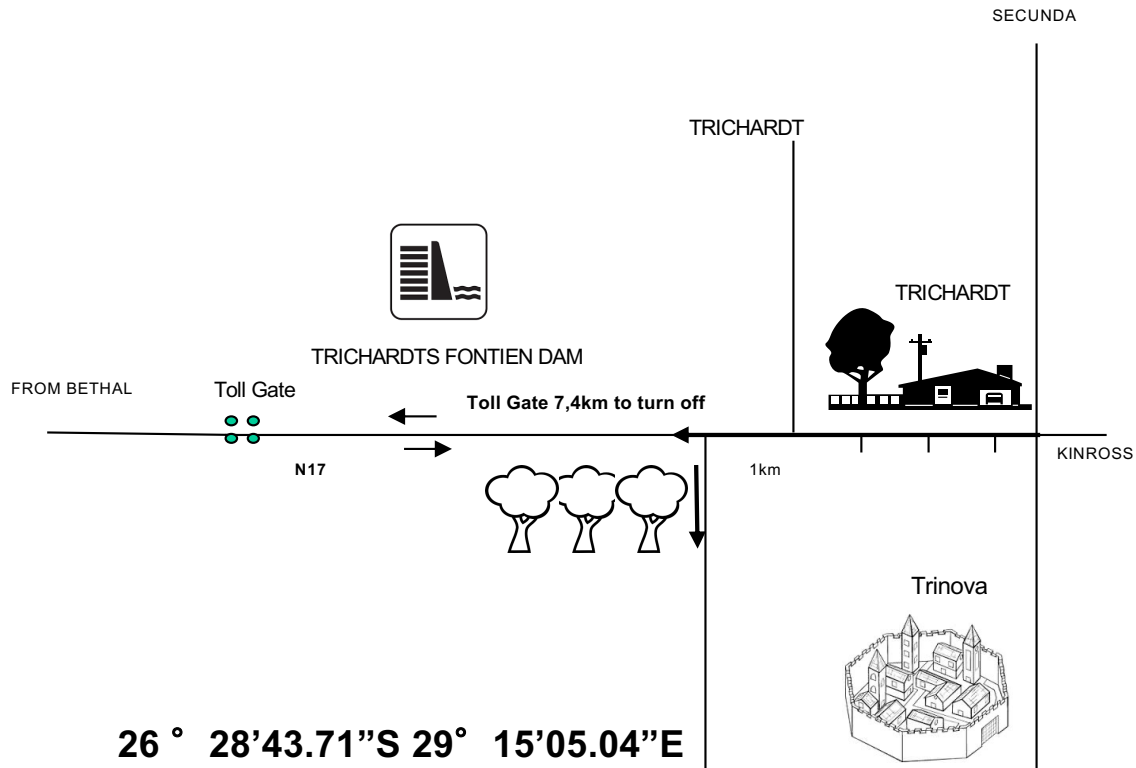 SECUNDA
TRICHARDT
TRICHARDT
TRICHARDTS FONTIEN DAM
FROM BETHAL
Toll Gate
Toll Gate 7,4km to turn off
KINROSS
N17
1km
Trinova
26 ° 28’43.71”S 29° 15’05.04”E